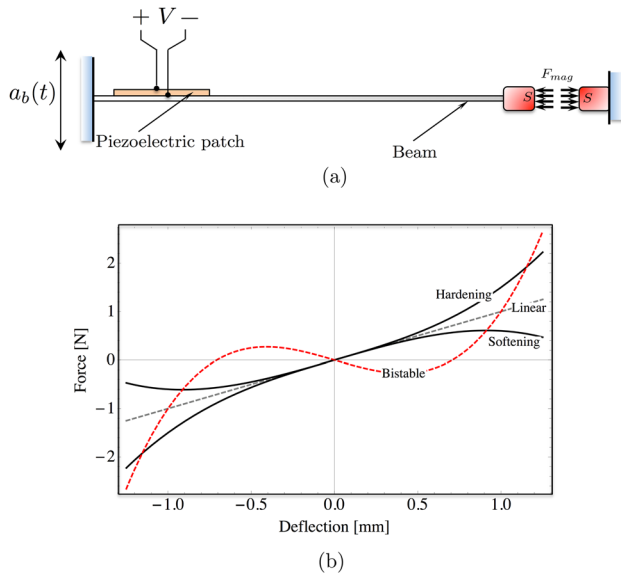 + V −
a_b(t)
F_mag
S S
Piezoelectric patch
Beam
(a)
2
Hardening
1
Linear
Softening
0
Bistable
−1
−2
Force [N]
−1.0 −0.5 0.0 0.5 1.0
Deflection [mm]
(b)